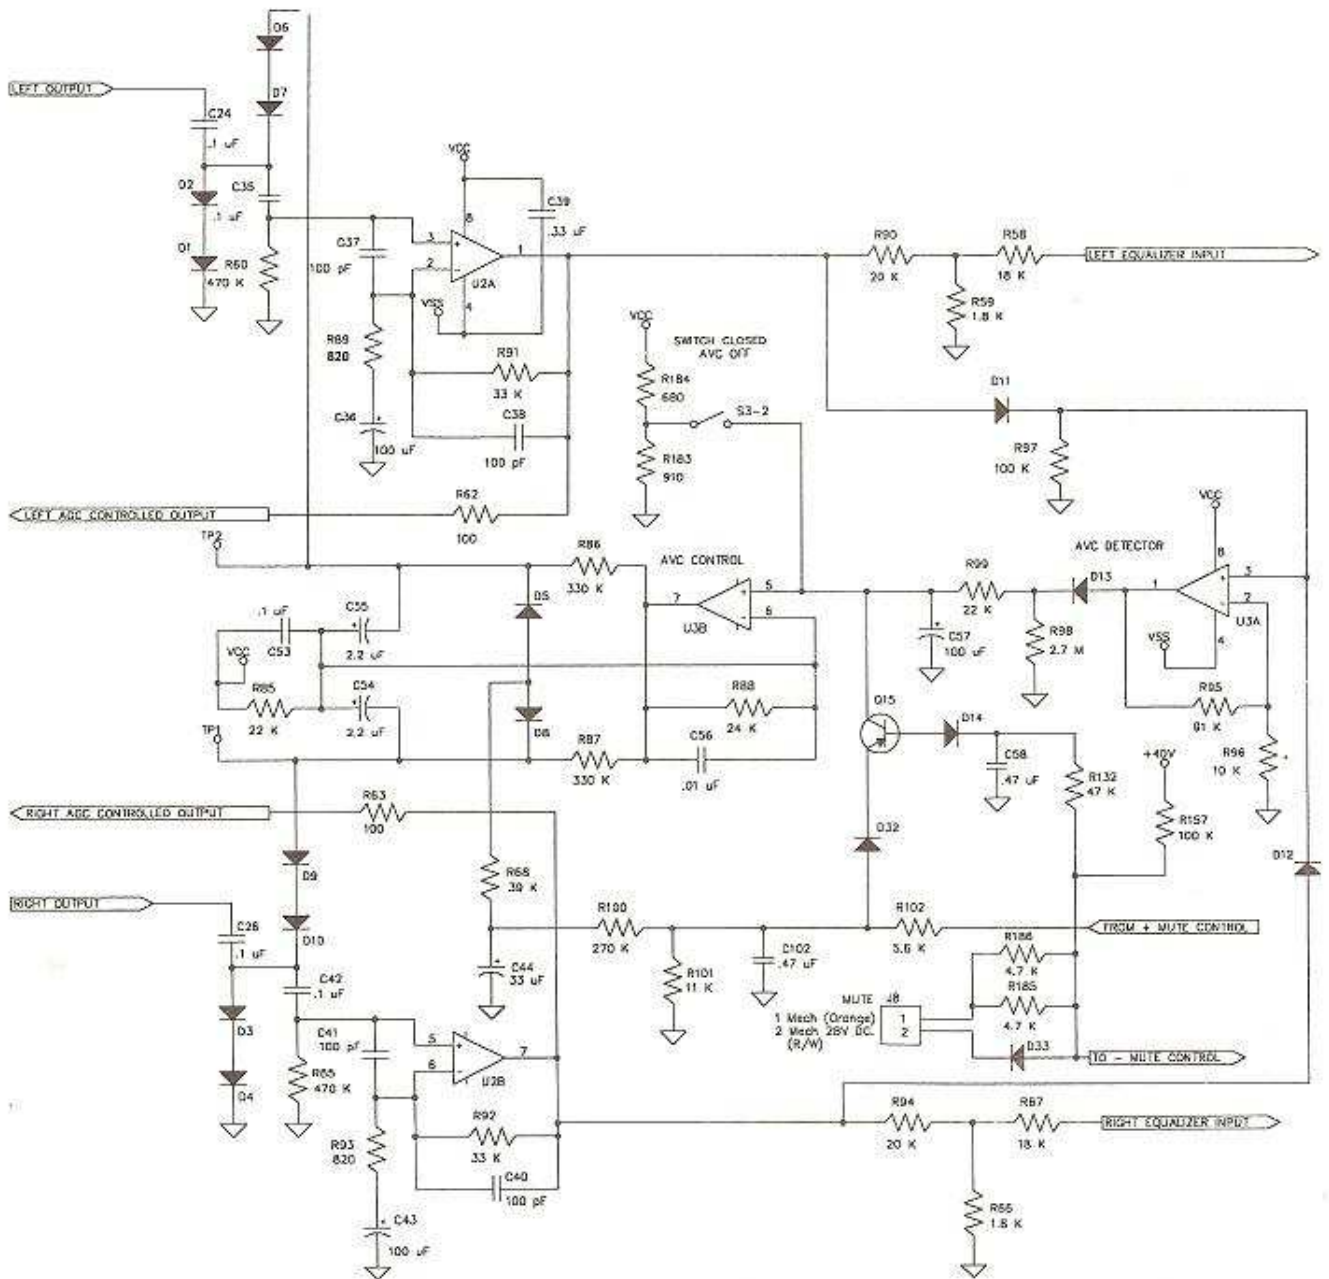 D6
LEFT OUTPUT
D7
C24
.1 uF
VCC
D2
C35
.1 uF
8
C39
.33 uF
C37
100 pF
3
+
1
2
-
U2A
D1
R60
470 K
VSS
4
R90
20 K
R58
18 K
LEFT EQUALIZER INPUT
R59
1.8 K
R89
820
R91
33 K
VCC
SWITCH CLOSED
AVC OFF
R184
680
S3-2
D11
C36
+
100 uF
C38
100 pF
R183
910
R97
100 K
LEFT AGC CONTROLLED OUTPUT
R62
100
VCC
TP2
R86
330 K
AVC CONTROL
AVC DETECTOR
8
R99
22 K
D13
1
+
3
-
2
U3A
.1 uF
C53
C55
+
2.2 uF
D5
7
+
5
-
6
U3B
+
C57
100 uF
R98
2.7 M
VSS
4
VCC
R85
22 K
C54
+
2.2 uF
R88
24 K
R95
TP1
D8
Q15
D14
R87
330 K
C56
.01 uF
C58
.47 uF
R132
47 K
+40V
R96
10 K
+
RIGHT AGC CONTROLLED OUTPUT
R63
100
R157
100 K
D9
D32
D12
R68
39 K
RIGHT OUTPUT
C26
.1 uF
D10
R100
270 K
R102
5.6 K
FROM + MUTE CONTROL
C42
.1 uF
+
C44
33 uF
R101
11 K
C102
.47 uF
R186
4.7 K
D3
MUTE J8
1 Mech (Orange)
2 Mech 28V DC.
(R/W)
1
2
R185
4.7 K
C41
100 pF
5
+
7
6
-
U2B
D33
TO - MUTE CONTROL
D4
R65
470 K
R93
820
R92
33 K
C40
100 pF
R94
20 K
R67
18 K
RIGHT EQUALIZER INPUT
+
C43
100 uF
R66
1.8 K